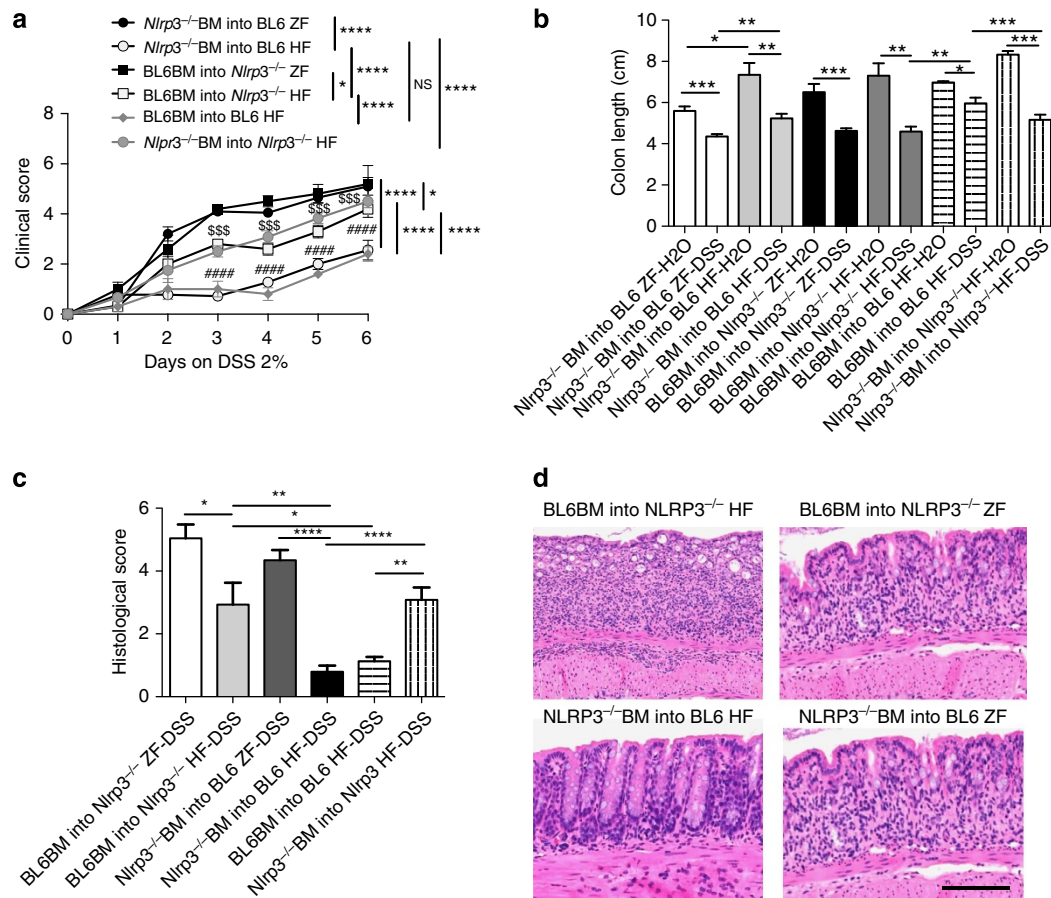 a
Nlrp3–/–BM into BL6 ZF
Nlrp3–/–BM into BL6 HF
BL6BM into Nlrp3–/– ZF
BL6BM into Nlrp3–/– HF
BL6BM into BL6 HF
Nlpr3–/–BM into Nlrp3–/– HF
****
*
****
****
NS
****
Clinical score
8
6
4
2
0
$$$
$$$
$$$
$$$
####
####
####
####
****
*
****
****
0 1 2 3 4 5 6
Days on DSS 2%
b
Colon length (cm)
10
8
6
4
2
0
***
*
**
**
***
**
**
*
***
***
Nlrp3–/– BM into BL6 ZF-H2O
Nlrp3–/– BM into BL6 ZF-DSS
Nlrp3–/– BM into BL6 HF-H2O
Nlrp3–/– BM into BL6 HF-DSS
BL6BM into Nlrp3–/– ZF-H2O
BL6BM into Nlrp3–/– ZF-DSS
BL6BM into Nlrp3–/– HF-H2O
BL6BM into Nlrp3–/– HF-DSS
BL6BM into BL6 HF-H2O
BL6BM into BL6 HF-DSS
Nlrp3–/–BM into Nlrp3–/–HF-H2O
Nlrp3–/–BM into Nlrp3–/–HF-DSS
c
Histological score
6
4
2
0
*
**
*
****
****
**
BL6BM into Nlrp3–/– ZF-DSS
BL6BM into Nlrp3–/– HF-DSS
Nlrp3–/–BM into BL6 ZF-DSS
Nlrp3–/–BM into BL6 HF-DSS
BL6BM into BL6 HF-DSS
Nlrp3–/–BM into Nlrp3 HF-DSS
d
BL6BM into NLRP3–/– HF
BL6BM into NLRP3–/– ZF
NLRP3–/–BM into BL6 HF
NLRP3–/–BM into BL6 ZF